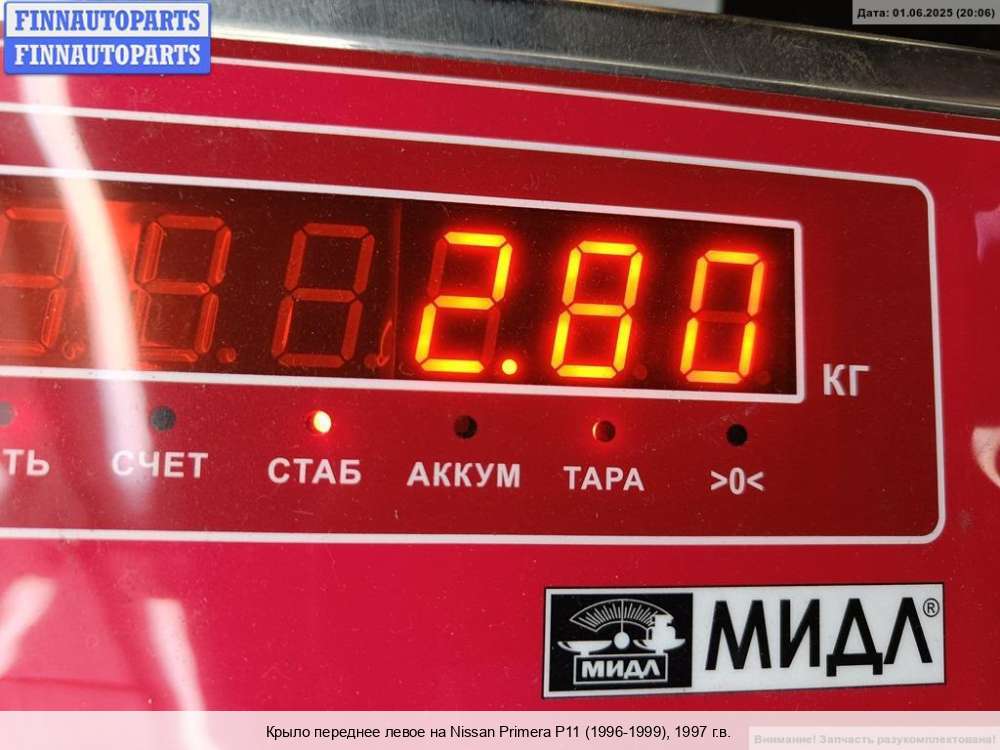 FINNAUTOPARTS
FINNAUTOPARTS
Дата: 01.06.2025 (20:06)
2.80
КГ
ТЬ СЧЕТ СТАБ АККУМ ТАРА >0<
МИДЛ МИДЛ®
Крыло переднее левое на Nissan Primera P11 (1996-1999), 1997 г.в.
Внимание! Запчасть разукомплектована!